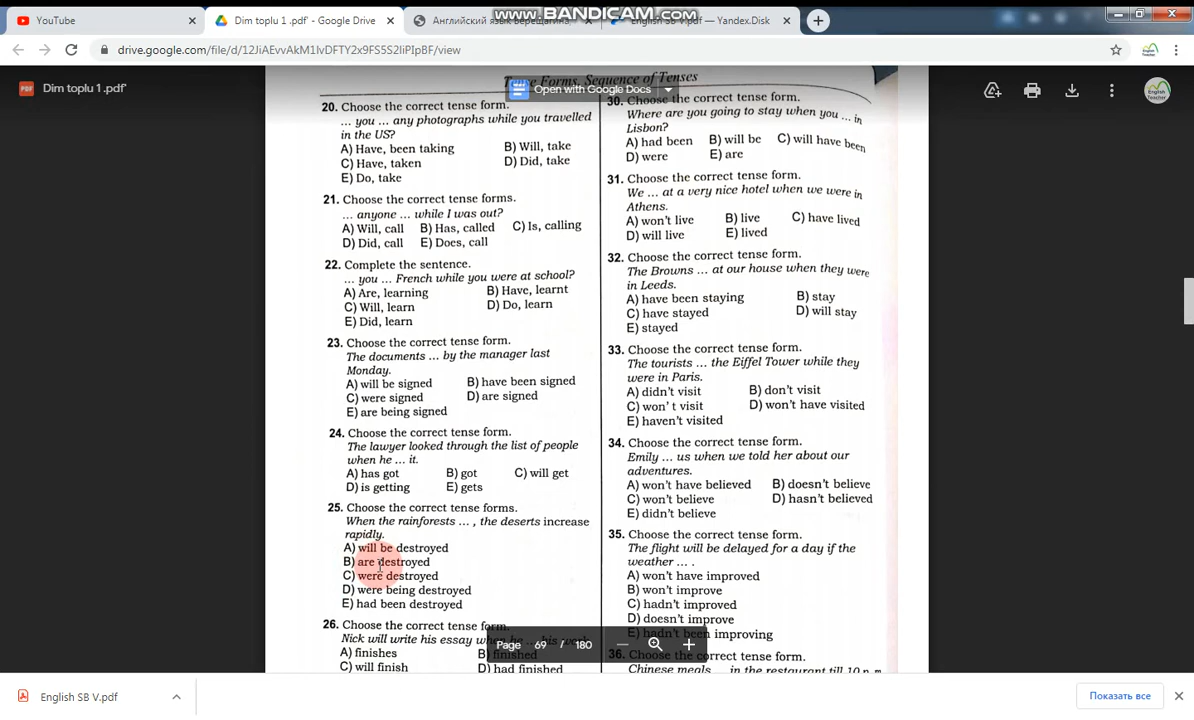 www.BANDICAM.com
YouTube
Dim toplu 1 .pdf - Google Drive
Английский язык Верещагина,
English SB V.pdf — Yandex.Disk
drive.google.com/file/d/12JiAEvvAkM1lvDFTY2x9FS5S2liPIpBF/view
Dim toplu 1 .pdf
Open with Google Docs
Forms. Sequence of Tenses
20. Choose the correct tense form.
... you ... any photographs while you travelled
in the US?
A) Have, been taking B) Will, take
C) Have, taken D) Did, take
E) Do, take
21. Choose the correct tense forms.
... anyone ... while I was out?
A) Will, call B) Has, called C) Is, calling
D) Did, call E) Does, call
22. Complete the sentence.
... you ... French while you were at school?
A) Are, learning B) Have, learnt
C) Will, learn D) Do, learn
E) Did, learn
23. Choose the correct tense form.
The documents ... by the manager last
Monday.
A) will be signed B) have been signed
C) were signed D) are signed
E) are being signed
24. Choose the correct tense form.
The lawyer looked through the list of people
when he ... it.
A) has got B) got C) will get
D) is getting E) gets
25. Choose the correct tense forms.
When the rainforests ... , the deserts increase
rapidly.
A) will be destroyed
B) are destroyed
C) were destroyed
D) were being destroyed
E) had been destroyed
26. Choose the correct tense form.
Nick will write his essay when he ... his work.
A) finishes B) finished
C) will finish D) had finished
30. Choose the correct tense form.
Where are you going to stay when you ... in
Lisbon?
A) had been B) will be C) will have been
D) were E) are
31. Choose the correct tense form.
We ... at a very nice hotel when we were in
Athens.
A) won't live B) live C) have lived
D) will live E) lived
32. Choose the correct tense form.
The Browns ... at our house when they were
in Leeds.
A) have been staying B) stay
C) have stayed D) will stay
E) stayed
33. Choose the correct tense form.
The tourists ... the Eiffel Tower while they
were in Paris.
A) didn't visit B) don't visit
C) won' t visit D) won't have visited
E) haven't visited
34. Choose the correct tense form.
Emily ... us when we told her about our
adventures.
A) won't have believed B) doesn't believe
C) won't believe D) hasn't believed
E) didn't believe
35. Choose the correct tense form.
The flight will be delayed for a day if the
weather ... .
A) won't have improved
B) won't improve
C) hadn't improved
D) doesn't improve
E) hadn't been improving
36. Choose the correct tense form.
Chinese meals ... in the restaurant till 10 p.m.
Page 69 / 180
English SB V.pdf
Показать все
English
Teacher